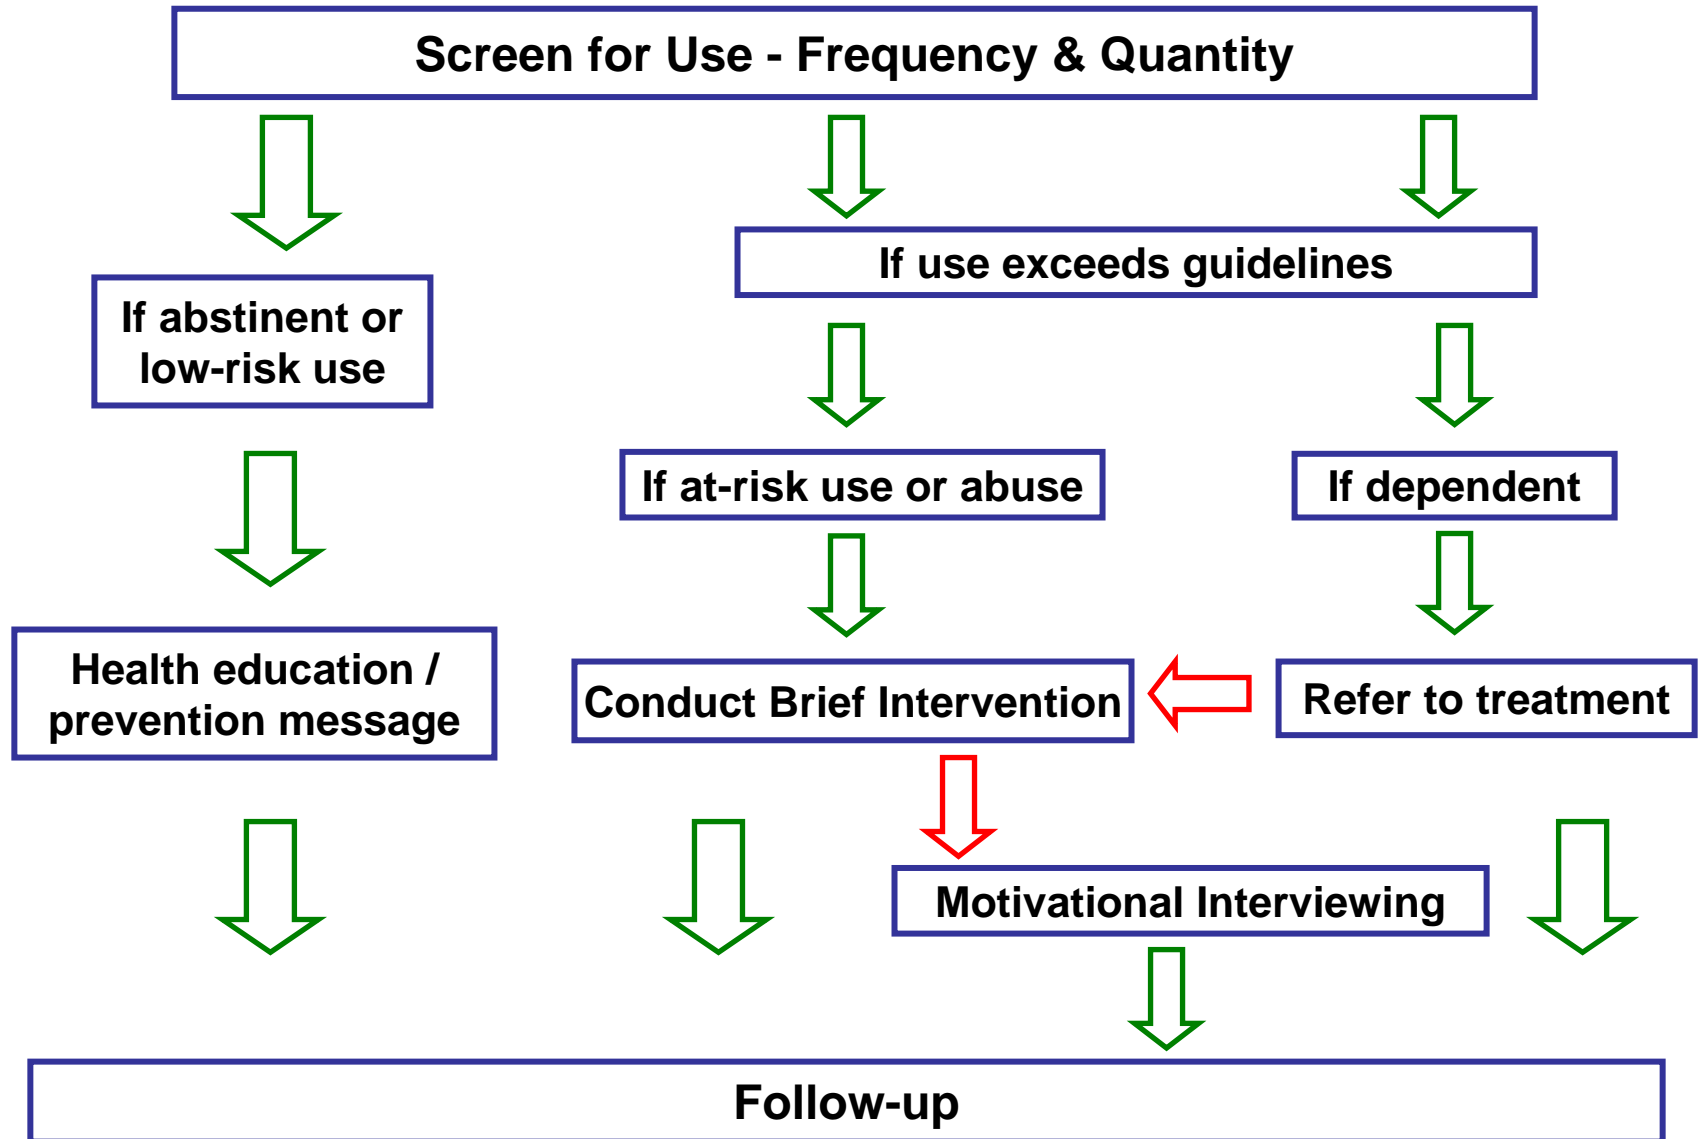 Screen for Use - Frequency & Quantity
If use exceeds guidelines
If abstinent or
low-risk use
If at-risk use or abuse
If dependent
Health education /
prevention message
Conduct Brief Intervention
Refer to treatment
Motivational Interviewing
Follow-up